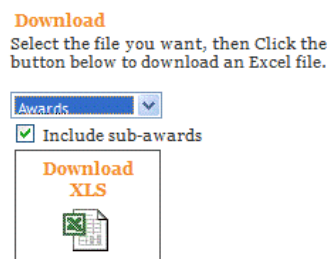 Download
Select the file you want, then Click the
button below to download an Excel file.
Awards
Include sub-awards
Download
XLS